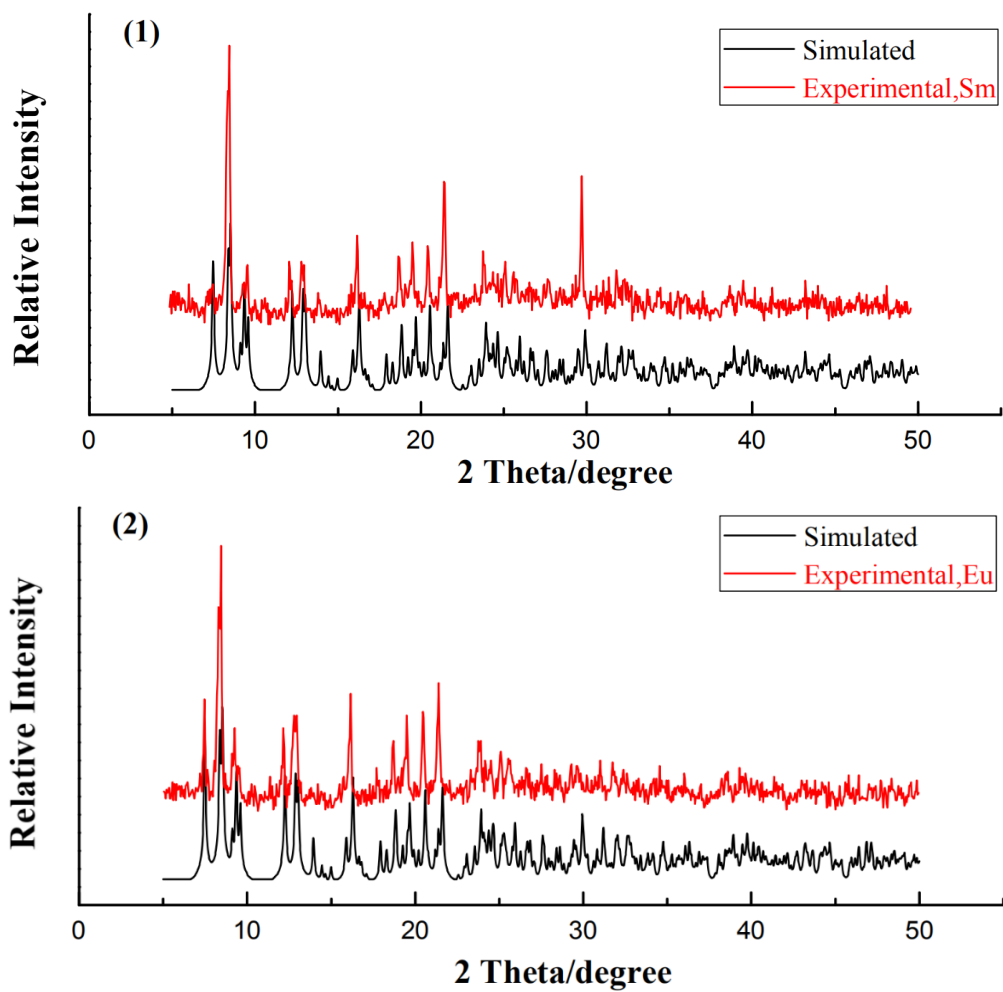 (1)
Simulated
Experimental,Sm
Relative Intensity
0 10 20 30 40 50
2 Theta/degree
(2)
Simulated
Experimental,Eu
Relative Intensity
0 10 20 30 40 50
2 Theta/degree